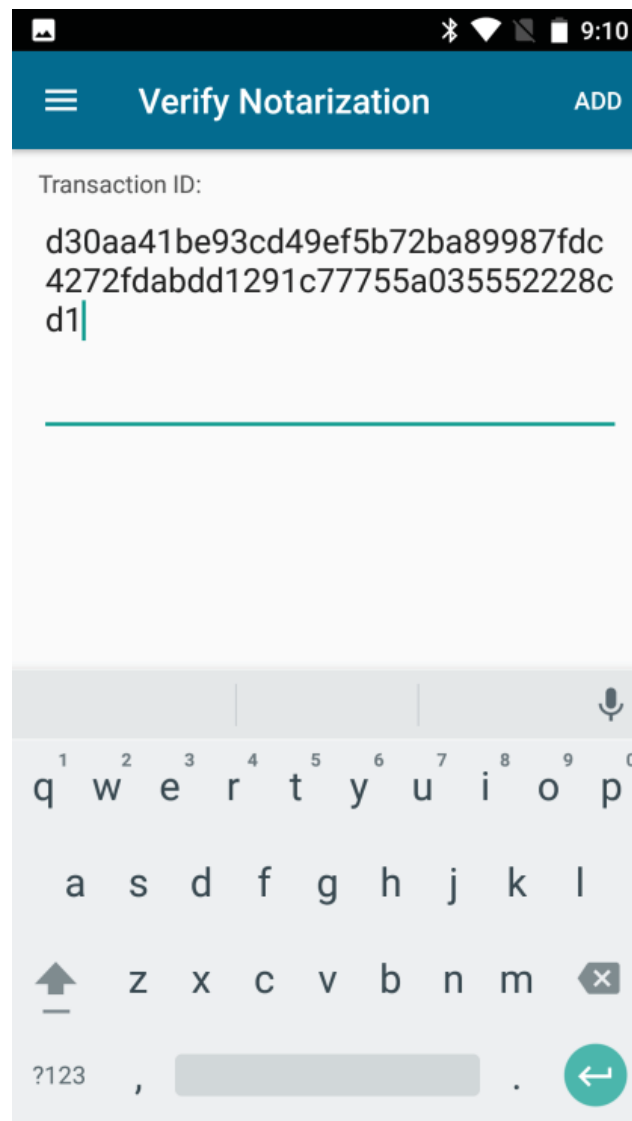 9:10
Verify Notarization ADD
Transaction ID:
d30aa41be93cd49ef5b72ba89987fdc
4272fdabdd1291c77755a035552228c
d1
1 2 3 4 5 6 7 8 9 0
q w e r t y u i o p
a s d f g h j k l
z x c v b n m
?123 , .